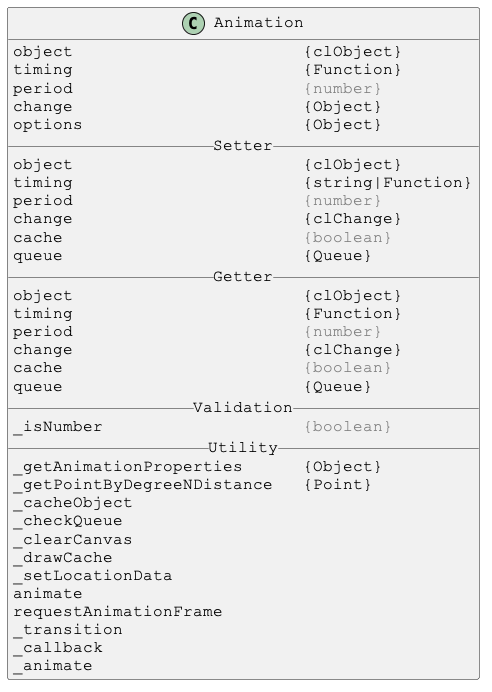 C Animation
object {clObject}
timing {Function}
period {number}
change {Object}
options {Object}
Setter
object {clObject}
timing {string|Function}
period {number}
change {clChange}
cache {boolean}
queue {Queue}
Getter
object {clObject}
timing {Function}
period {number}
change {clChange}
cache {boolean}
queue {Queue}
Validation
_isNumber {boolean}
Utility
_getAnimationProperties {Object}
_getPointByDegreeNDistance {Point}
_cacheObject
_checkQueue
_clearCanvas
_drawCache
_setLocationData
animate
requestAnimationFrame
_transition
_callback
_animate